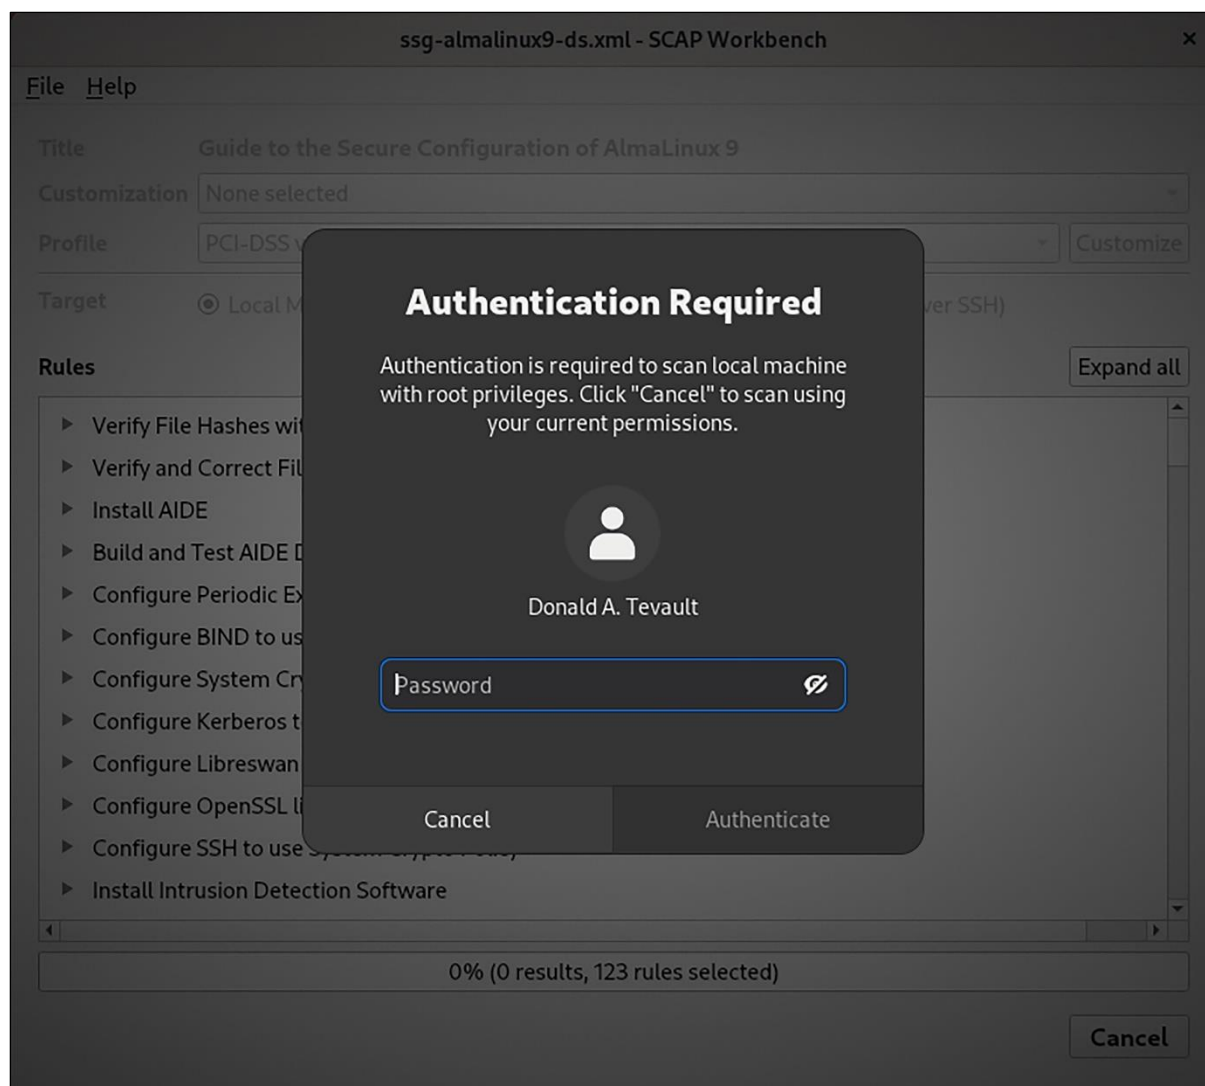 ssg-almalinux9-ds.xml - SCAP Workbench
File Help
Title Guide to the Secure Configuration of AlmaLinux 9
Customization None selected
Profile PCI-DSS Customize
Target Local ver SSH)
Rules Expand all
Verify File Hashes
Verify and Correct
Install AIDE
Build and Test AIDE
Configure Periodic
Configure BIND to
Configure System
Configure Kerberos
Configure Libreswan
Configure OpenSSL
Configure SSH to use
Install Intrusion Detection Software
0% (0 results, 123 rules selected)
Cancel
Authentication Required
Authentication is required to scan local machine
with root privileges. Click "Cancel" to scan using
your current permissions.
Donald A. Tevault
Password
Cancel Authenticate